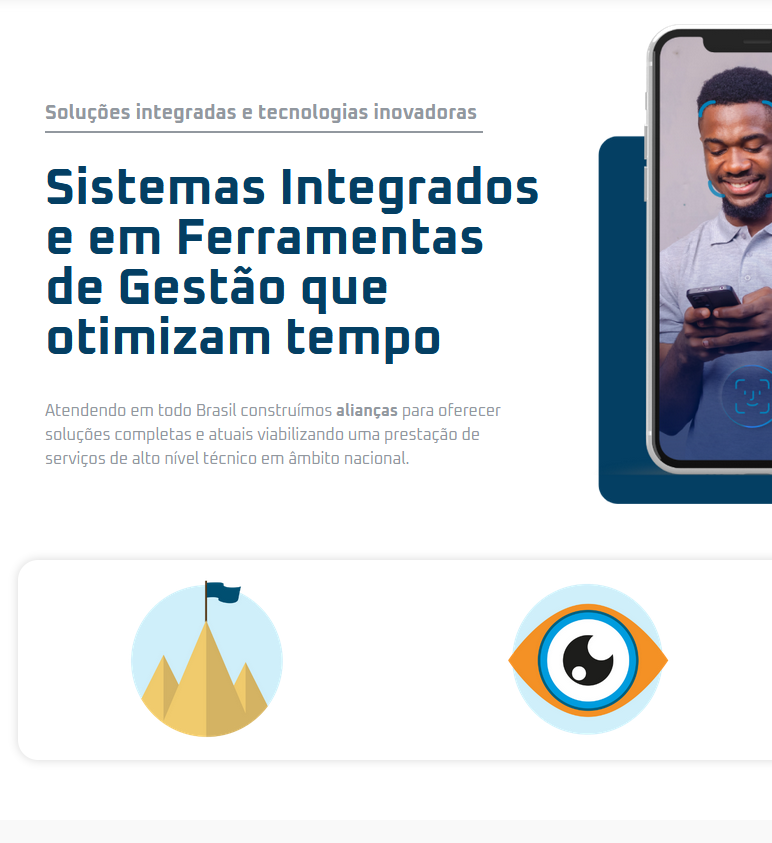 Soluções integradas e tecnologias inovadoras
Sistemas Integrados
e em Ferramentas
de Gestão que
otimizam tempo
Atendendo em todo Brasil construímos alianças para oferecer
soluções completas e atuais viabilizando uma prestação de
serviços de alto nível técnico em âmbito nacional.